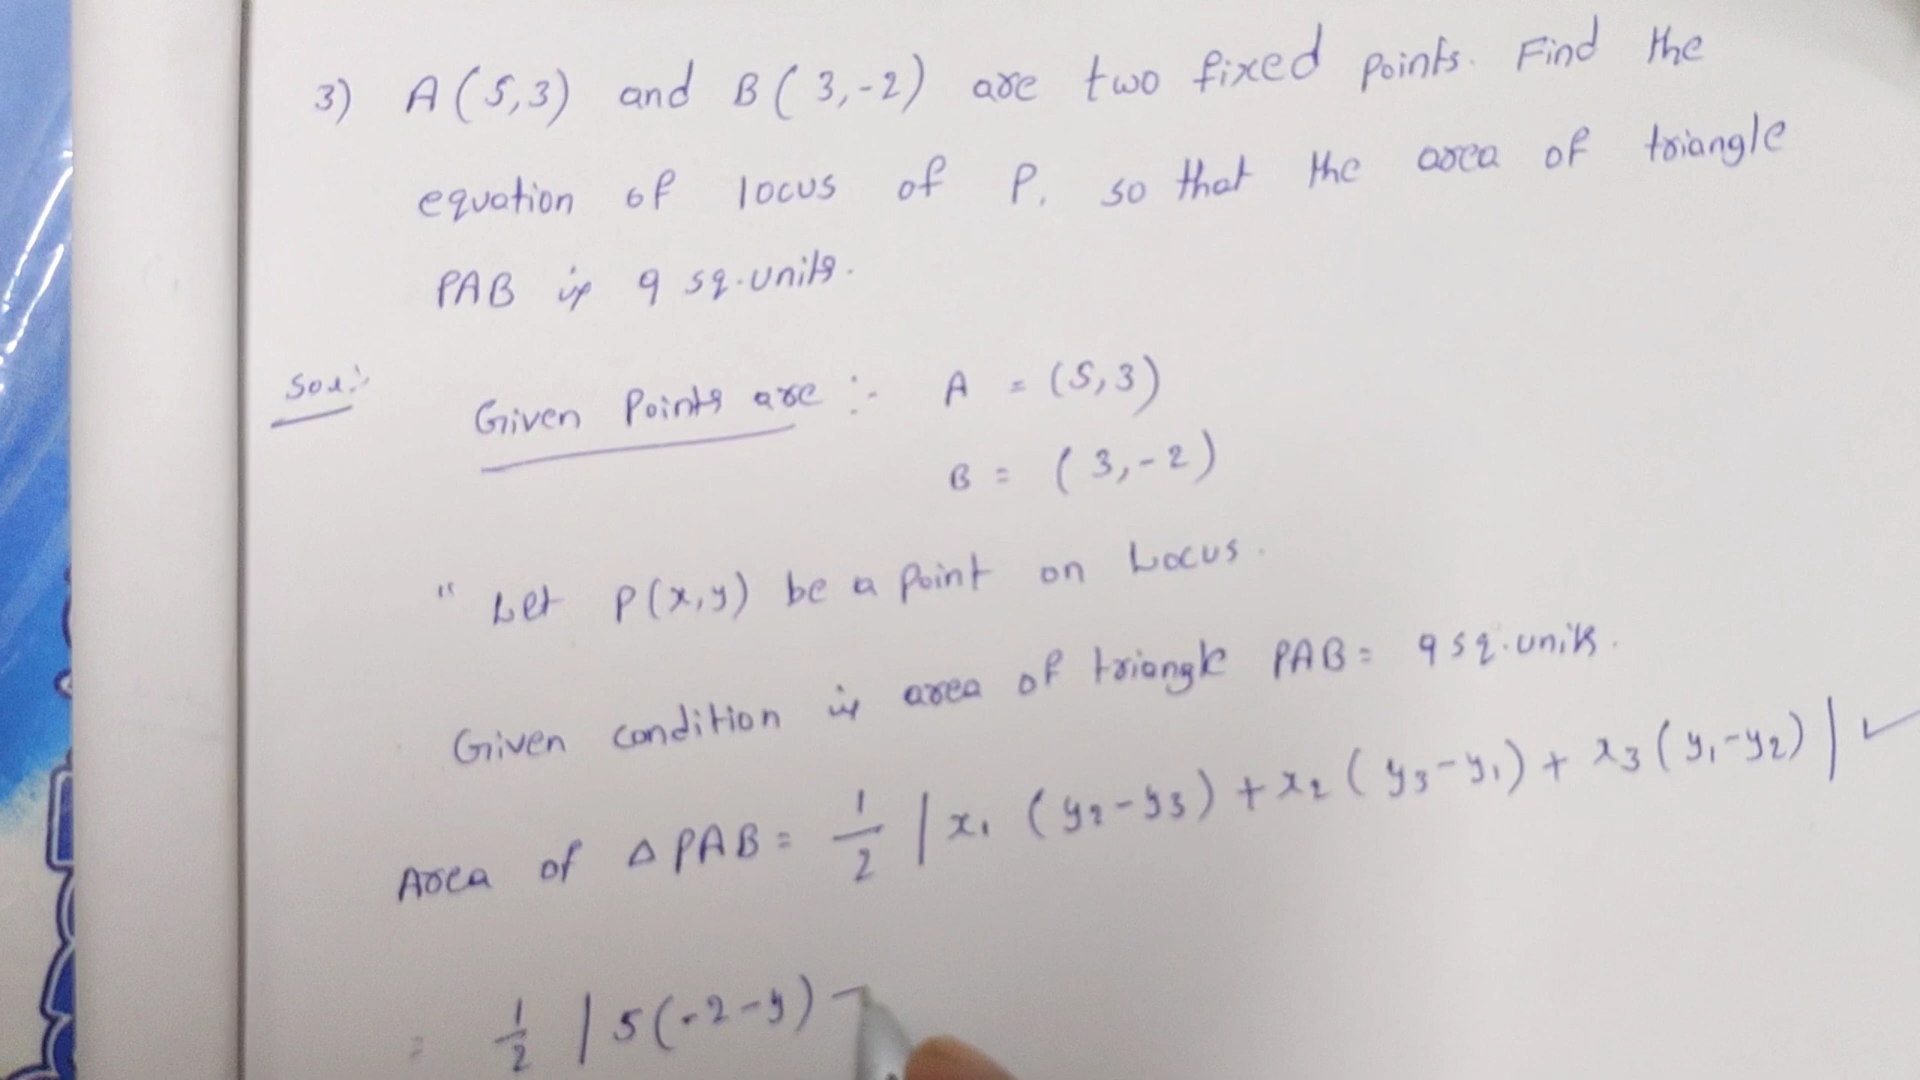 3) A (5,3) and B ( 3,-2) are two fixed points. Find the
equation of locus of P, so that the area of triangle
PAB is 9 sq.units.
Sol:- Given Points are :- A = (5,3)
B = ( 3,-2)
" Let P(x,y) be a Point on Locus.
Given condition is area of triangle PAB = 9 sq.units.
Area of △ PAB = 1/2 | x₁ (y₂-y₃) + x₂ ( y₃-y₁) + x₃ ( y₁-y₂) | ✓
= 1/2 | 5(-2-y) -